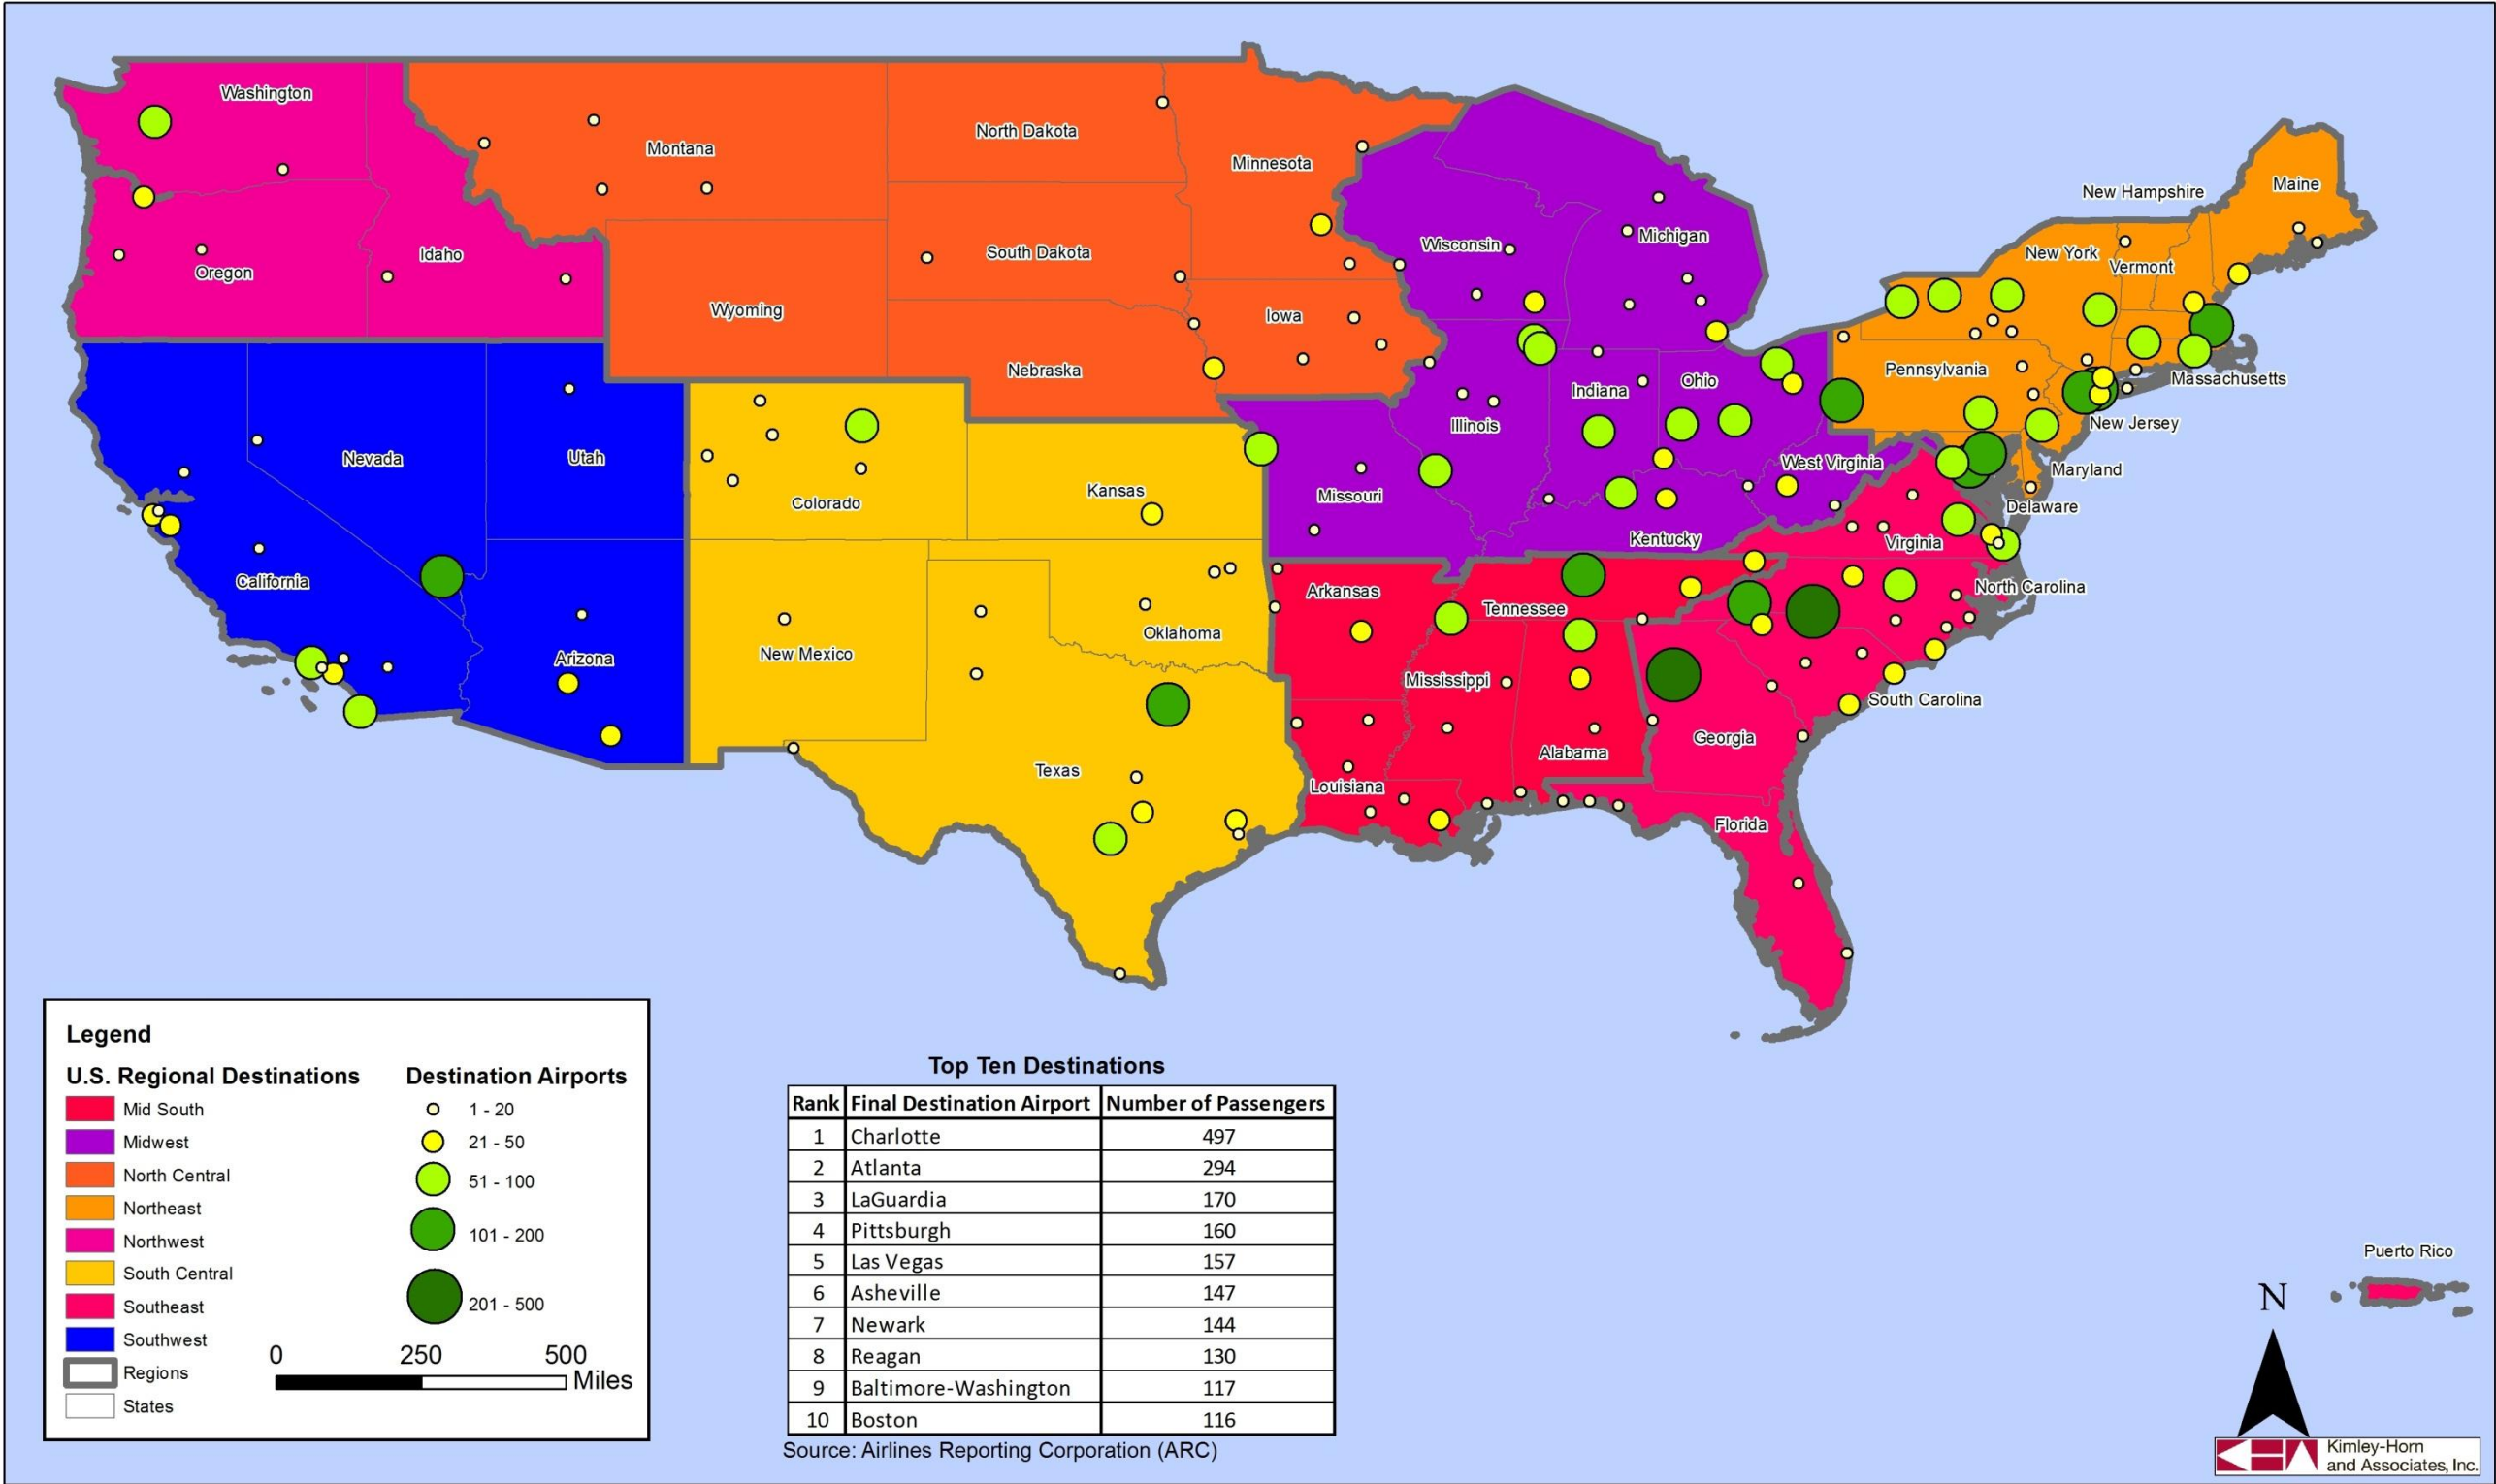 Washington
Montana
North Dakota
Minnesota
Maine
New Hampshire
Oregon
Idaho
South Dakota
Wisconsin
Michigan
New York
Vermont
Wyoming
Iowa
Nebraska
Pennsylvania
Massachusetts
Indiana
Ohio
Illinois
New Jersey
Nevada
Utah
Colorado
Kansas
Missouri
West Virginia
Maryland
Delaware
Kentucky
Virginia
California
Arizona
New Mexico
Oklahoma
Arkansas
Tennessee
North Carolina
Mississippi
South Carolina
Texas
Louisiana
Alabama
Georgia
Florida
Puerto Rico
N
Legend
U.S. Regional Destinations
Mid South
Midwest
North Central
Northeast
Northwest
South Central
Southeast
Southwest
Regions
States
Destination Airports
1 - 20
21 - 50
51 - 100
101 - 200
201 - 500
0 250 500
Miles
Top Ten Destinations
Rank Final Destination Airport Number of Passengers
1 Charlotte 497
2 Atlanta 294
3 LaGuardia 170
4 Pittsburgh 160
5 Las Vegas 157
6 Asheville 147
7 Newark 144
8 Reagan 130
9 Baltimore-Washington 117
10 Boston 116
Source: Airlines Reporting Corporation (ARC)
Kimley-Horn
and Associates, Inc.